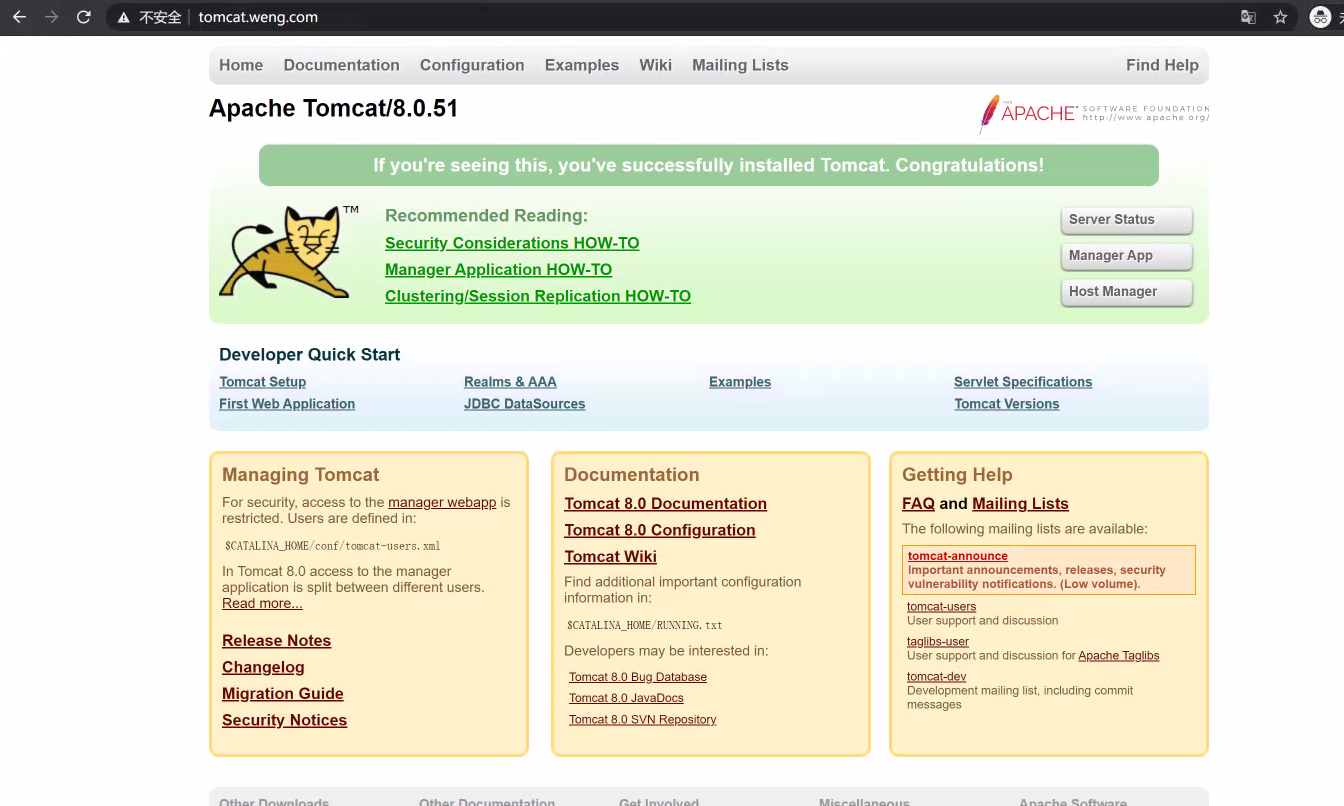 不安全 tomcat.weng.com
Home Documentation Configuration Examples Wiki Mailing Lists Find Help
Apache Tomcat/8.0.51
THE APACHE SOFTWARE FOUNDATION
http://www.apache.org/
If you're seeing this, you've successfully installed Tomcat. Congratulations!
TM
Recommended Reading:
Security Considerations HOW-TO
Manager Application HOW-TO
Clustering/Session Replication HOW-TO
Server Status
Manager App
Host Manager
Developer Quick Start
Tomcat Setup
First Web Application
Realms & AAA
JDBC DataSources
Examples
Servlet Specifications
Tomcat Versions
Managing Tomcat
For security, access to the manager webapp is
restricted. Users are defined in:
$CATALINA_HOME/conf/tomcat-users.xml
In Tomcat 8.0 access to the manager
application is split between different users.
Read more...
Release Notes
Changelog
Migration Guide
Security Notices
Documentation
Tomcat 8.0 Documentation
Tomcat 8.0 Configuration
Tomcat Wiki
Find additional important configuration
information in:
$CATALINA_HOME/RUNNING.txt
Developers may be interested in:
Tomcat 8.0 Bug Database
Tomcat 8.0 JavaDocs
Tomcat 8.0 SVN Repository
Getting Help
FAQ and Mailing Lists
The following mailing lists are available:
tomcat-announce
Important announcements, releases, security
vulnerability notifications. (Low volume).
tomcat-users
User support and discussion
taglibs-user
User support and discussion for Apache Taglibs
tomcat-dev
Development mailing list, including commit
messages
Other Downloads Other Documentation Get Involved Miscellaneous Apache Software